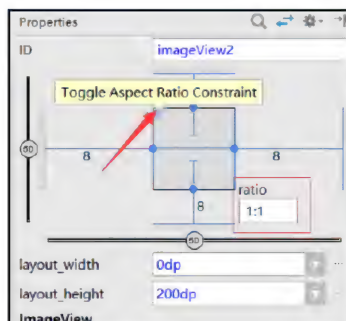 Properties
ID
imageView2
Toggle Aspect Ratio Constraint
50
8
8
8
ratio
1:1
50
layout_width
0dp
layout_height
200dp
ImageView